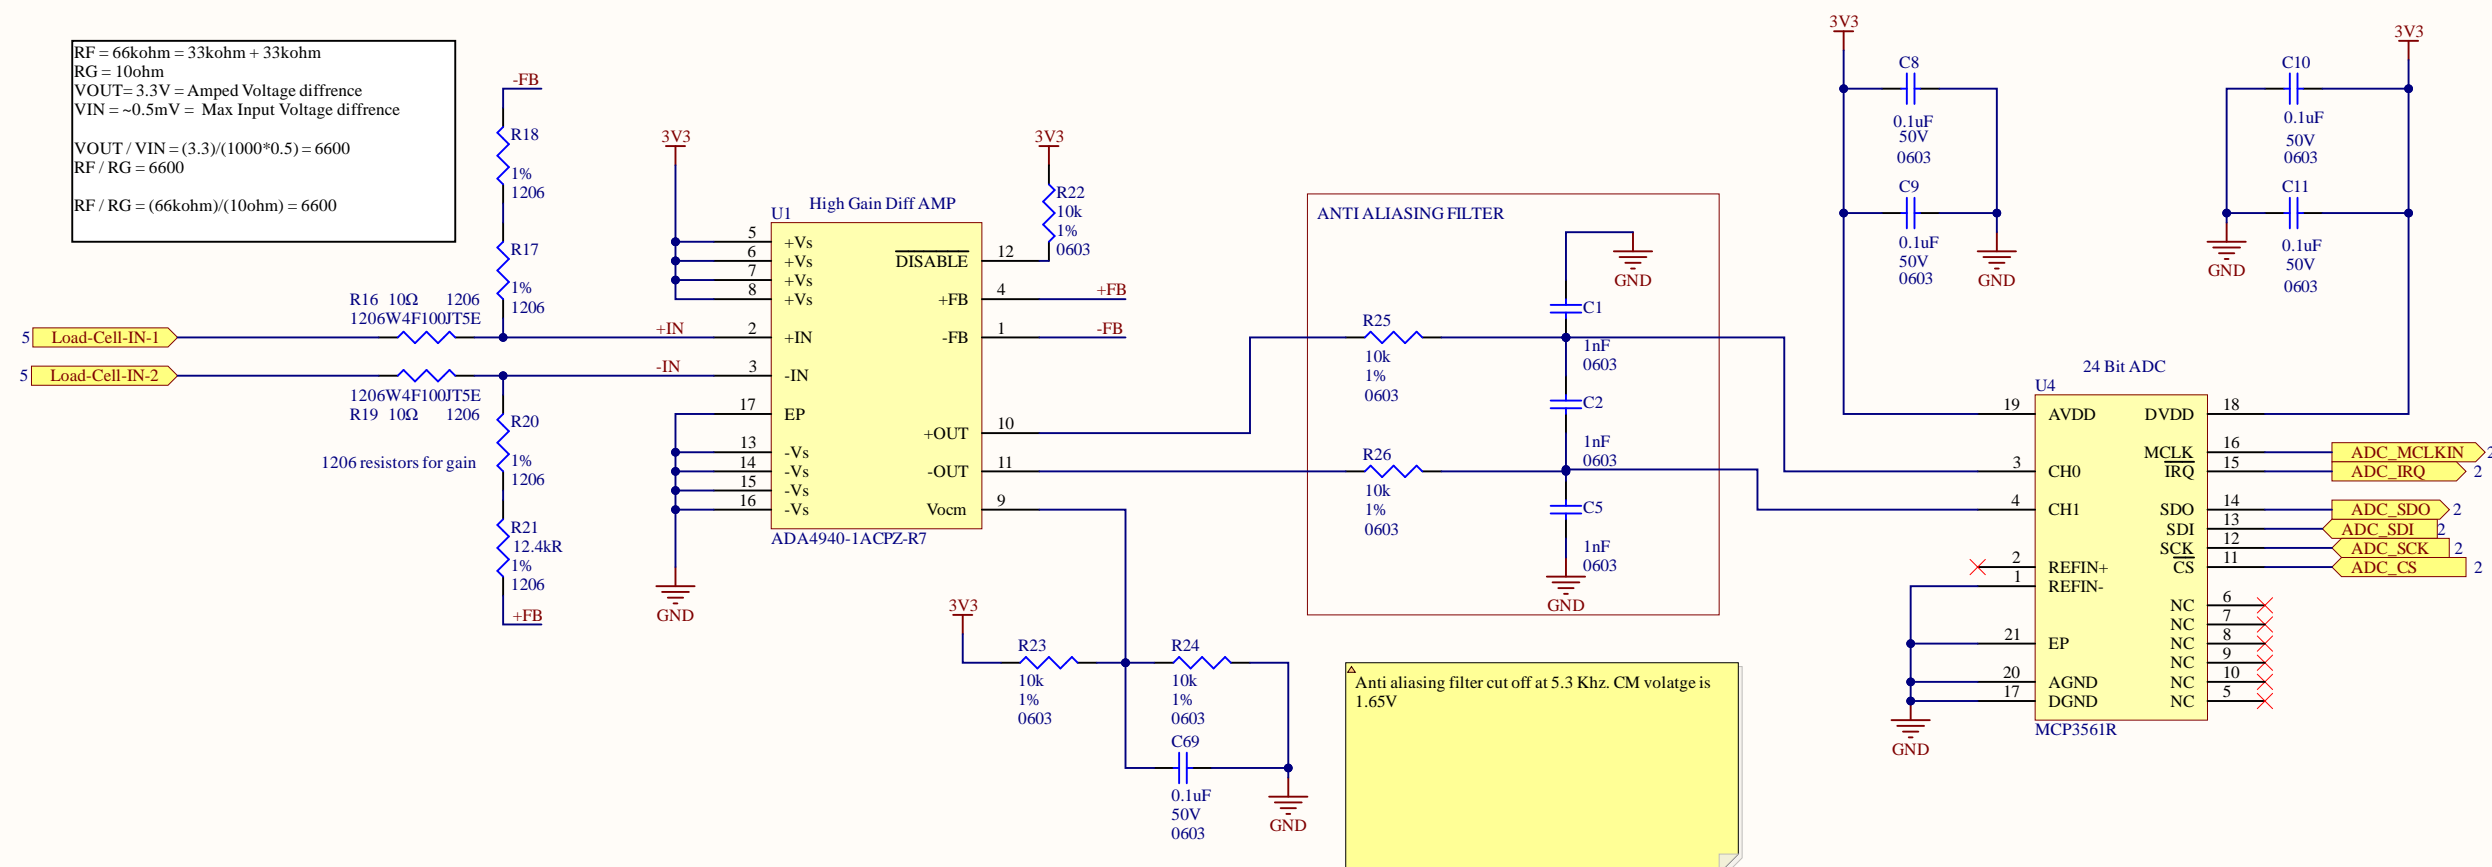 RF = 66kohm = 33kohm + 33kohm
RG = 10ohm
VOUT= 3.3V = Amped Voltage diffrence
VIN = ~0.5mV =  Max Input Voltage diffrence
VOUT / VIN = (3.3)/(1000*0.5) = 6600
RF / RG = 6600
RF / RG = (66kohm)/(10ohm) = 6600
-FB
R18
1%
1206
R17
1%
1206
R16 10Ω 1206
1206W4F100JT5E
5 Load-Cell-IN-1
+IN
5 Load-Cell-IN-2
-IN
1206W4F100JT5E
R19 10Ω 1206
R20
1%
1206
1206 resistors for gain
R21
12.4kR
1%
1206
+FB
3V3
High Gain Diff AMP
U1
5 +Vs
6 +Vs
7 +Vs
8 +Vs
2 +IN
3 -IN
17 EP
13 -Vs
14 -Vs
15 -Vs
16 -Vs
DISABLE 12
+FB 4
-FB 1
+OUT 10
-OUT 11
Vocm 9
ADA4940-1ACPZ-R7
GND
3V3
R22
10k
1%
0603
+FB
-FB
3V3
R23
10k
1%
0603
R24
10k
1%
0603
C69
0.1uF
50V
0603
GND
ANTI ALIASING FILTER
GND
C1
1nF
0603
R25
10k
1%
0603
C2
1nF
0603
R26
10k
1%
0603
C5
1nF
0603
GND
Anti aliasing filter cut off at 5.3 Khz. CM volatge is
1.65V
3V3
C8
0.1uF
50V
0603
C9
0.1uF
50V
0603
GND
3V3
C10
0.1uF
50V
0603
C11
0.1uF
50V
0603
GND
24 Bit ADC
U4
19 AVDD
3 CH0
4 CH1
2 REFIN+
1 REFIN-
21 EP
20 AGND
17 DGND
DVDD 18
MCLK 16
IRQ 15
SDO 14
SDI 13
SCK 12
CS 11
NC 6
NC 7
NC 8
NC 9
NC 10
NC 5
MCP3561R
GND
ADC_MCLKIN 2
ADC_IRQ 2
ADC_SDO 2
ADC_SDI 2
ADC_SCK 2
ADC_CS 2